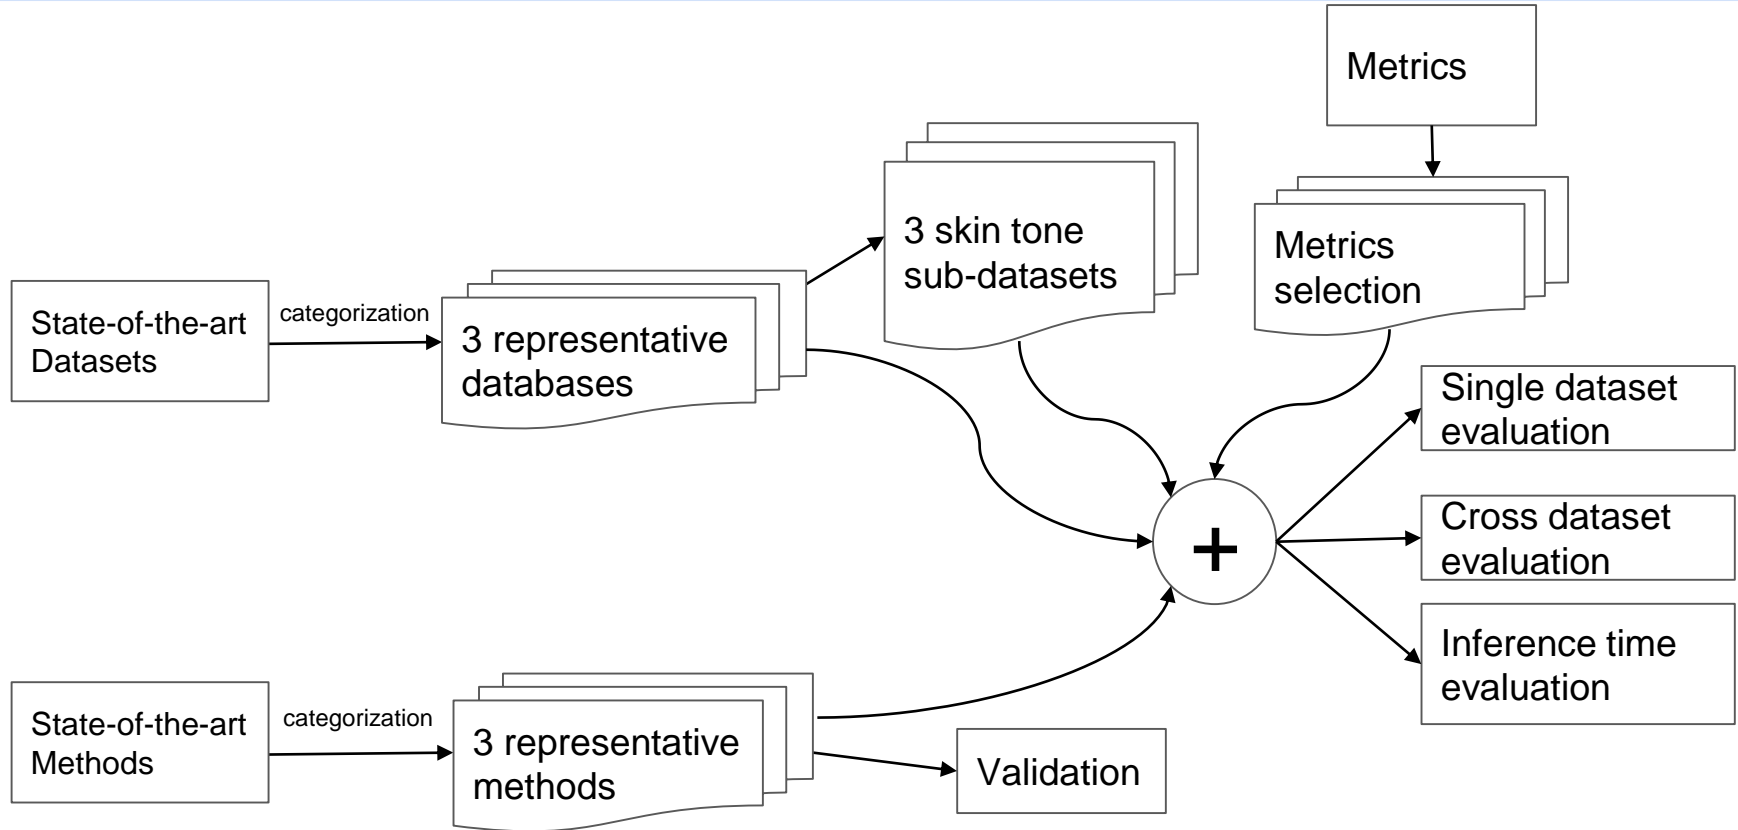 Metrics
3 skin tone
sub-datasets
Metrics
selection
State-of-the-art
Datasets
categorization
3 representative
databases
Single dataset
evaluation
+
Cross dataset
evaluation
Inference time
evaluation
State-of-the-art
Methods
categorization
3 representative
methods
Validation